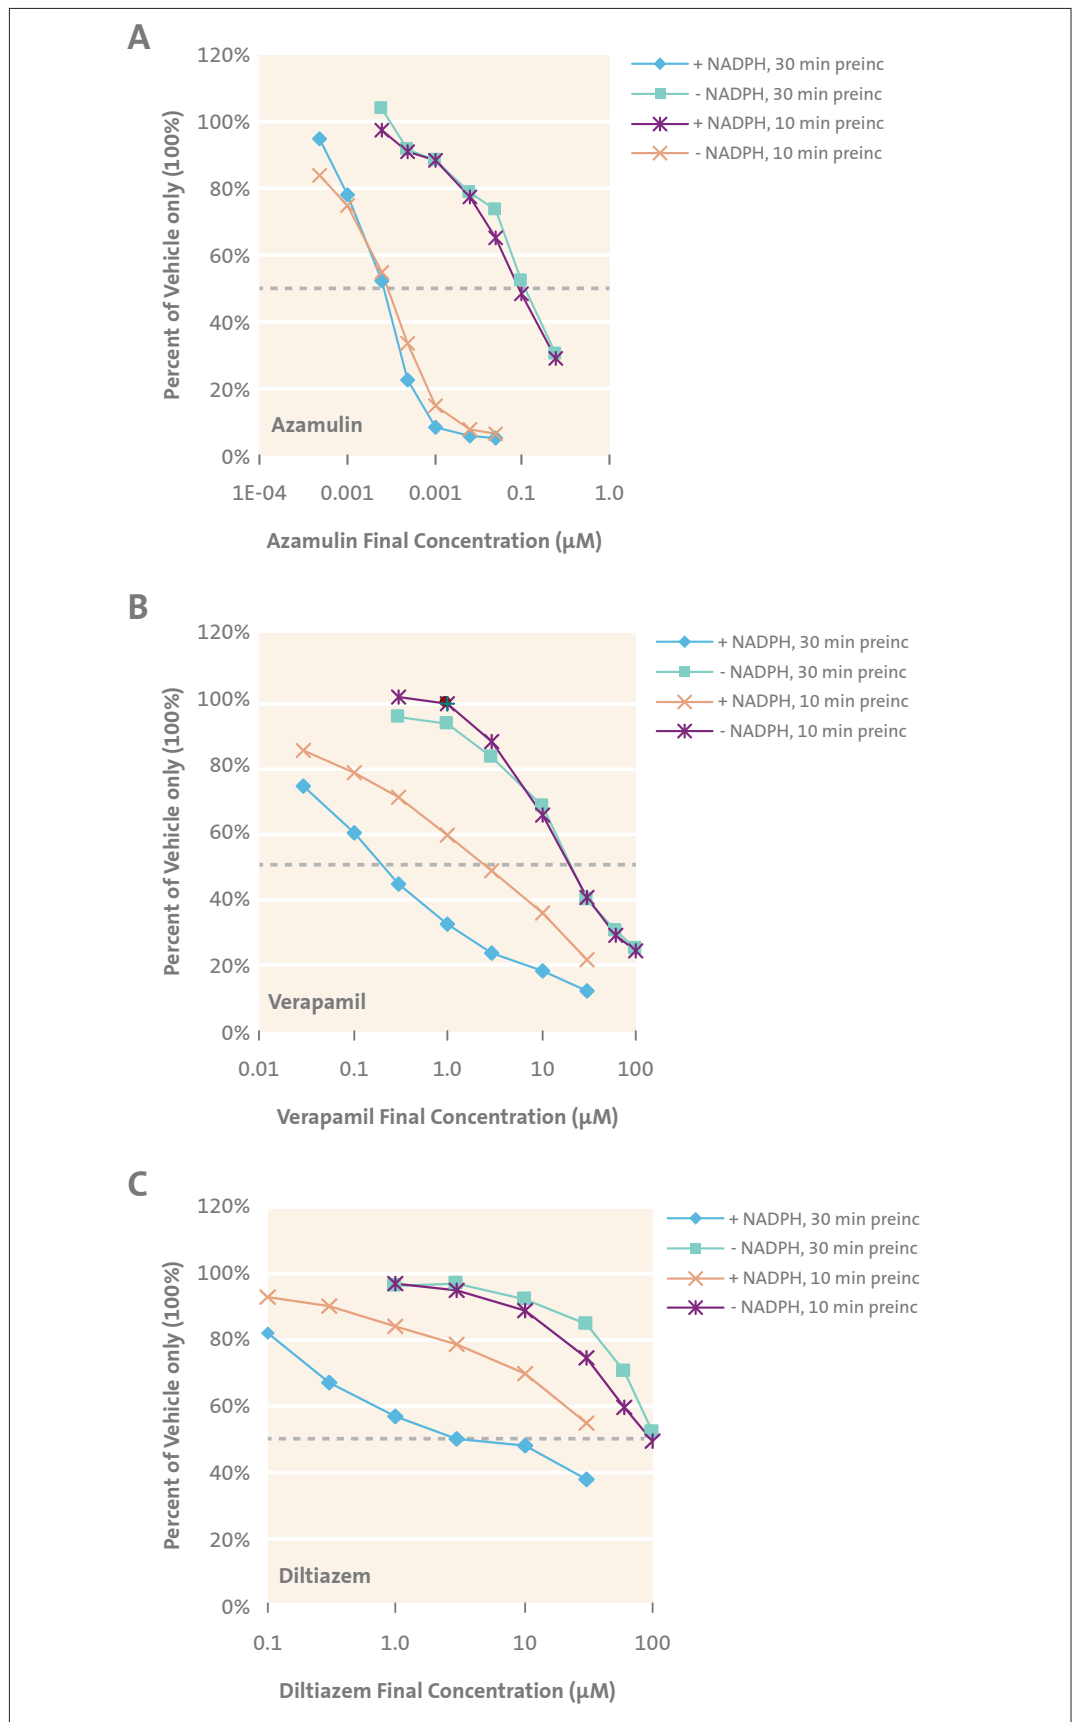 A
120%
100%
80%
60%
40%
20%
0%
Percent of Vehicle only (100%)
Azamulin
1E-04 0.001 0.001 0.1 1.0
Azamulin Final Concentration (µM)
+ NADPH, 30 min preinc
- NADPH, 30 min preinc
+ NADPH, 10 min preinc
- NADPH, 10 min preinc
B
120%
100%
80%
60%
40%
20%
0%
Percent of Vehicle only (100%)
Verapamil
0.01 0.1 1.0 10 100
Verapamil Final Concentration (µM)
+ NADPH, 30 min preinc
- NADPH, 30 min preinc
+ NADPH, 10 min preinc
- NADPH, 10 min preinc
C
120%
100%
80%
60%
40%
20%
0%
Percent of Vehicle only (100%)
Diltiazem
0.1 1.0 10 100
Diltiazem Final Concentration (µM)
+ NADPH, 30 min preinc
- NADPH, 30 min preinc
+ NADPH, 10 min preinc
- NADPH, 10 min preinc